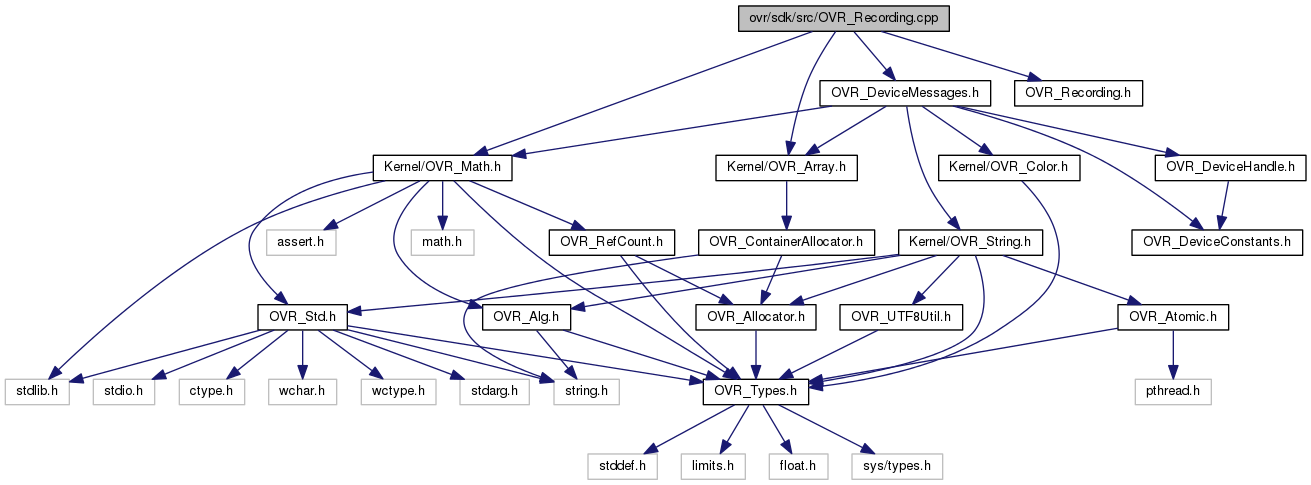 ovr/sdk/src/OVR_Recording.cpp
OVR_DeviceMessages.h
OVR_Recording.h
Kernel/OVR_Math.h
Kernel/OVR_Array.h
Kernel/OVR_Color.h
OVR_DeviceHandle.h
assert.h
math.h
OVR_RefCount.h
OVR_ContainerAllocator.h
Kernel/OVR_String.h
OVR_DeviceConstants.h
OVR_Std.h
OVR_Alg.h
OVR_Allocator.h
OVR_UTF8Util.h
OVR_Atomic.h
stdlib.h
stdio.h
ctype.h
wchar.h
wctype.h
stdarg.h
string.h
OVR_Types.h
pthread.h
stddef.h
limits.h
float.h
sys/types.h